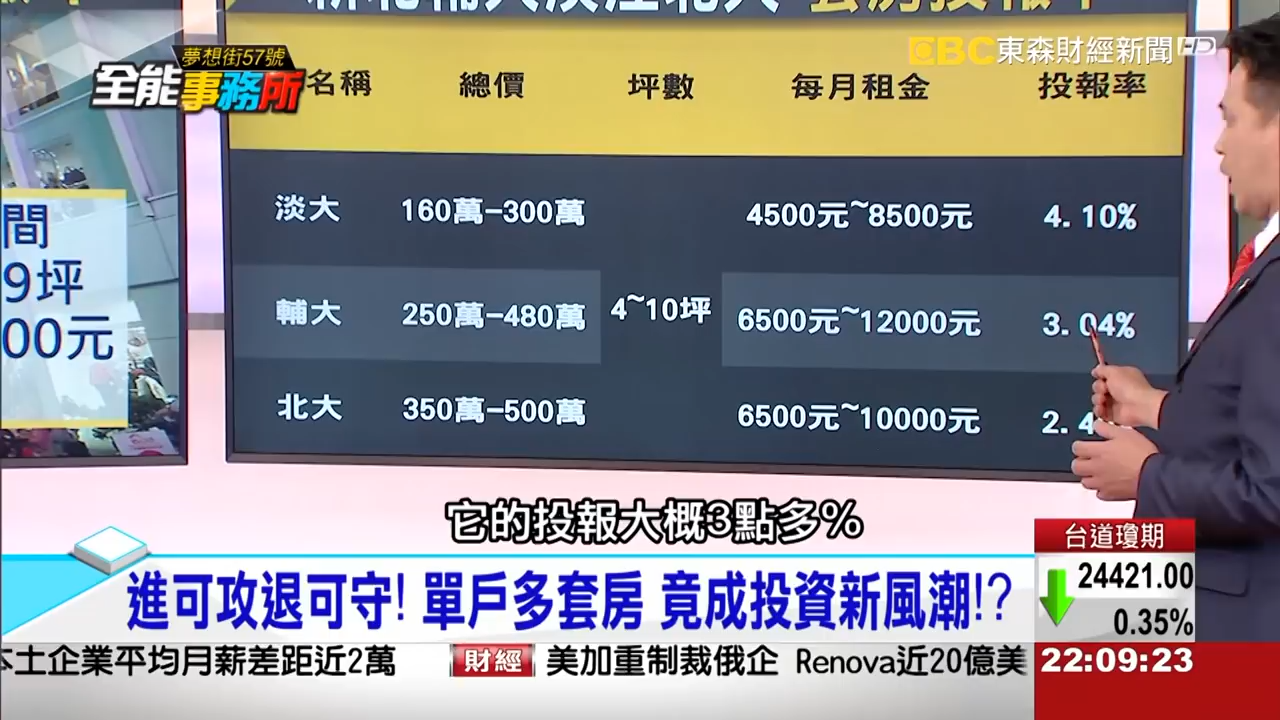 夢想街57號
全能事務所
EBC東森財經新聞HD
名稱 總價 坪數 每月租金 投報率
淡大 160萬-300萬 4500元~8500元 4.10%
間
9坪
00元
輔大 250萬-480萬 4~10坪 6500元~12000元 3.04%
北大 350萬-500萬 6500元~10000元 2.4
它的投報大概3點多%
進可攻退可守! 單戶多套房 竟成投資新風潮!?
台道瓊期
24421.00
0.35%
本土企業平均月薪差距近2萬 財經 美加重制裁俄企 Renova近20億美
22:09:23